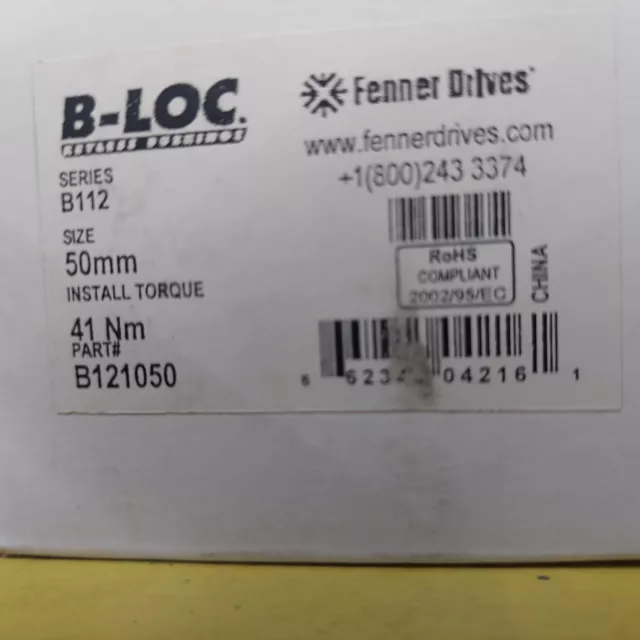 B-LOC.
KEYLESS BUSHINGS
Fenner Drives
www.fennerdrives.com
+1(800)243 3374
SERIES
B112
SIZE
50mm
INSTALL TORQUE
41 Nm
PART#
B121050
RoHS
COMPLIANT
2002/95/EC
CHINA
04216 1